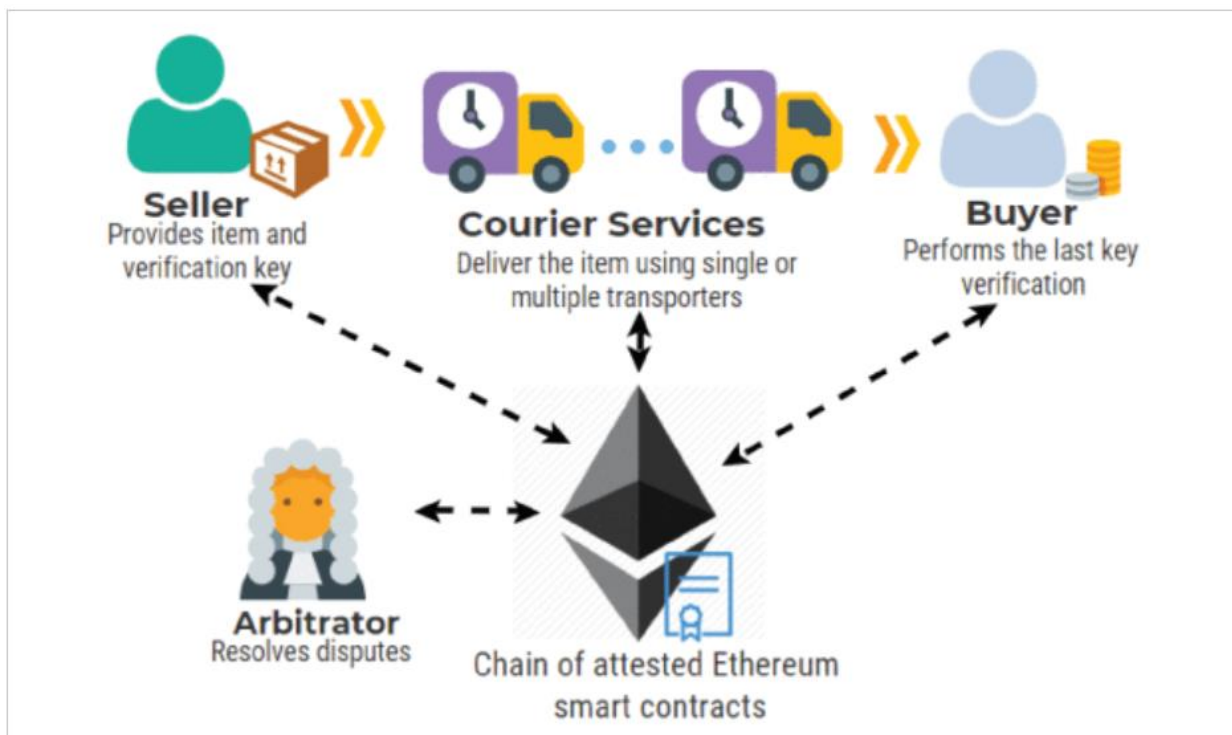 Seller
Provides item and
verification key
Courier Services
Deliver the item using single or
multiple transporters
Buyer
Performs the last key
verification
Arbitrator
Resolves disputes
Chain of attested Ethereum
smart contracts